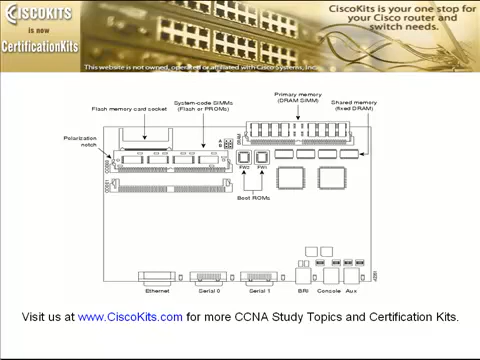 CISCOKITS
is now
CertificationKits
CiscoKits is your one stop for
your Cisco router and
switch needs.
This website is not owned, operated or affiliated with Cisco Systems, Inc.
Flash memory card socket
System-code SIMMs
(Flash or PROMs)
Primary memory
(DRAM SIMM)
Shared memory
(fixed DRAM)
Polarization
notch
FW2
FW1
Boot ROMs
Ethernet
Serial 0
Serial 1
BRI
Console
Aux
Visit us at www.CiscoKits.com for more CCNA Study Topics and Certification Kits.